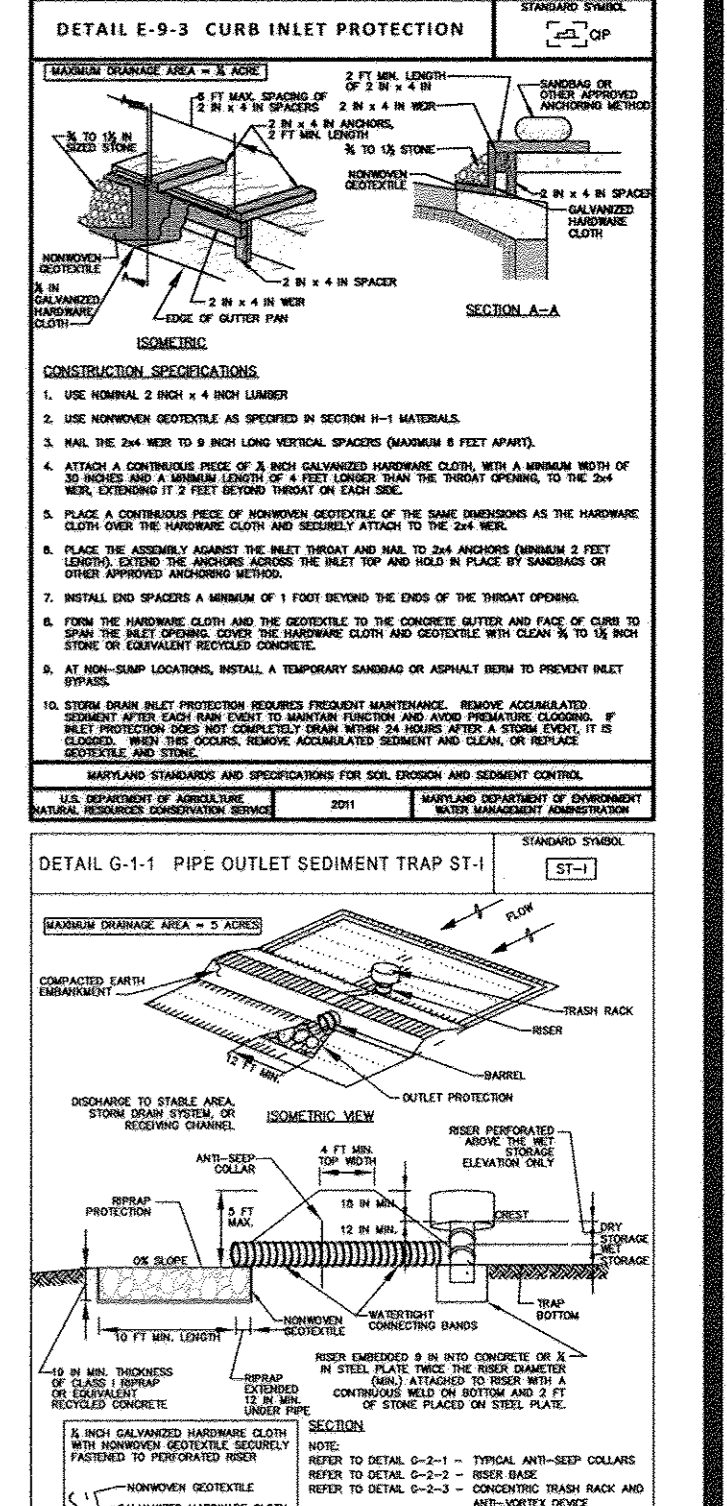 DETAIL E-9-3 CURB INLET PROTECTION
STANDARD SYMBOL
CIP
MAXIMUM DRAINAGE AREA = ¼ ACRE
6 FT MAX. SPACING OF
2 IN x 4 IN SPACERS
2 IN x 4 IN ANCHORS,
2 FT MIN. LENGTH
¾ TO 1½ IN
SIZED STONE
NONWOVEN
GEOTEXTILE
IN
GALVANIZED
HARDWARE
CLOTH
A
A
2 IN x 4 IN SPACER
2 IN x 4 IN WEIR
EDGE OF GUTTER PAN
ISOMETRIC
2 FT MIN. LENGTH
OF 2 IN x 4 IN
2 IN x 4 IN WEIR
¾ TO 1½ STONE
NONWOVEN
GEOTEXTILE
SANDBAG OR
OTHER APPROVED
ANCHORING METHOD
2 IN x 4 IN SPACER
GALVANIZED
HARDWARE
CLOTH
SECTION A-A
CONSTRUCTION SPECIFICATIONS
1. USE NOMINAL 2 INCH x 4 INCH LUMBER
2. USE NONWOVEN GEOTEXTILE AS SPECIFIED IN SECTION H-1 MATERIALS.
3. NAIL THE 2x4 WEIR TO 9 INCH LONG VERTICAL SPACERS (MAXIMUM 6 FEET APART).
4. ATTACH A CONTINUOUS PIECE OF INCH GALVANIZED HARDWARE CLOTH, WITH A MINIMUM WIDTH OF
30 INCHES AND A MINIMUM LENGTH OF 4 FEET LONGER THAN THE THROAT OPENING, TO THE 2x4
WEIR, EXTENDING IT 2 FEET BEYOND THROAT ON EACH SIDE.
5. PLACE A CONTINUOUS PIECE OF NONWOVEN GEOTEXTILE OF THE SAME DIMENSIONS AS THE HARDWARE
CLOTH OVER THE HARDWARE CLOTH AND SECURELY ATTACH TO THE 2x4 WEIR.
6. PLACE THE ASSEMBLY AGAINST THE INLET THROAT AND NAIL TO 2x4 ANCHORS (MINIMUM 2 FEET
LENGTH). EXTEND THE ANCHORS ACROSS THE INLET TOP AND HOLD IN PLACE BY SANDBAGS OR
OTHER APPROVED ANCHORING METHOD.
7. INSTALL END SPACERS A MINIMUM OF 1 FOOT BEYOND THE ENDS OF THE THROAT OPENING.
8. FORM THE HARDWARE CLOTH AND THE GEOTEXTILE TO THE CONCRETE GUTTER AND FACE OF CURB TO
SPAN THE INLET OPENING. COVER THE HARDWARE CLOTH AND GEOTEXTILE WITH CLEAN ¾ TO 1½ INCH
STONE OR EQUIVALENT RECYCLED CONCRETE.
9. AT NON-SUMP LOCATIONS, INSTALL A TEMPORARY SANDBAG OR ASPHALT BERM TO PREVENT INLET
BYPASS.
10. STORM DRAIN INLET PROTECTION REQUIRES FREQUENT MAINTENANCE. REMOVE ACCUMULATED
SEDIMENT AFTER EACH RAIN EVENT TO MAINTAIN FUNCTION AND AVOID PREMATURE CLOGGING. IF
INLET PROTECTION DOES NOT COMPLETELY DRAIN WITHIN 24 HOURS AFTER A STORM EVENT, IT IS
CLOGGED. WHEN THIS OCCURS, REMOVE ACCUMULATED SEDIMENT AND CLEAN, OR REPLACE
GEOTEXTILE AND STONE.
MARYLAND STANDARDS AND SPECIFICATIONS FOR SOIL EROSION AND SEDIMENT CONTROL
U.S. DEPARTMENT OF AGRICULTURE
NATURAL RESOURCES CONSERVATION SERVICE
2011
MARYLAND DEPARTMENT OF ENVIRONMENT
WATER MANAGEMENT ADMINISTRATION
DETAIL G-1-1 PIPE OUTLET SEDIMENT TRAP ST-I
STANDARD SYMBOL
ST-I
MAXIMUM DRAINAGE AREA = 5 ACRES
FLOW
COMPACTED EARTH
EMBANKMENT
TRASH RACK
RISER
BARREL
OUTLET PROTECTION
12 FT MIN.
DISCHARGE TO STABLE AREA,
STORM DRAIN SYSTEM, OR
RECEIVING CHANNEL
ISOMETRIC VIEW
RISER PERFORATED
ABOVE THE WET
STORAGE
ELEVATION ONLY
ANTI-SEEP
COLLAR
4 FT MIN.
TOP WIDTH
RIPRAP
PROTECTION
5 FT
MAX.
18 IN MIN.
12 IN MIN.
CREST
DRY
STORAGE
WET
STORAGE
0% SLOPE
TRAP
BOTTOM
NONWOVEN
GEOTEXTILE
WATERTIGHT
CONNECTING BANDS
10 FT MIN. LENGTH
19 IN MIN. THICKNESS
OF CLASS I RIPRAP
OR EQUIVALENT
RECYCLED CONCRETE
RIPRAP
EXTENDED
12 IN MIN.
UNDER PIPE
RISER EMBEDDED 9 IN INTO CONCRETE OR
IN STEEL PLATE TWICE THE RISER DIAMETER
(MIN.) ATTACHED TO RISER WITH A
CONTINUOUS WELD ON BOTTOM AND 2 FT
OF STONE PLACED ON STEEL PLATE.
SECTION
INCH GALVANIZED HARDWARE CLOTH
WITH NONWOVEN GEOTEXTILE SECURELY
FASTENED TO PERFORATED RISER
NONWOVEN GEOTEXTILE
GALVANIZED HARDWARE CLOTH
NOTE:
REFER TO DETAIL G-2-1 - TYPICAL ANTI-SEEP COLLARS
REFER TO DETAIL G-2-2 - RISER BASE
REFER TO DETAIL G-2-3 - CONCENTRIC TRASH RACK AND
ANTI-VORTEX DEVICE